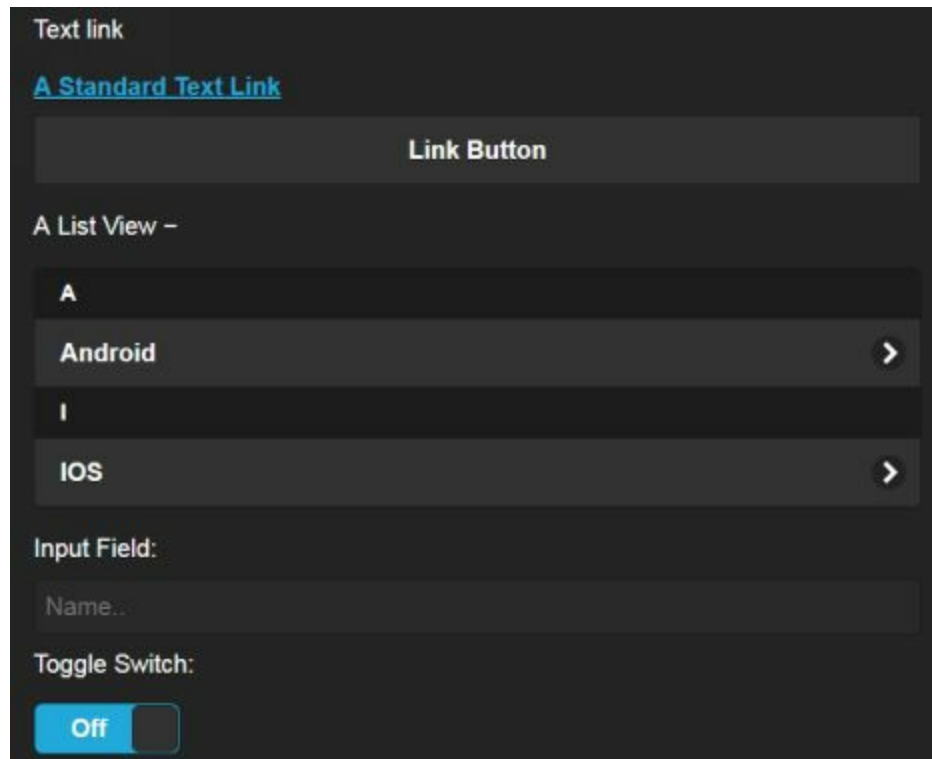 Text link
A Standard Text Link
Link Button
A List View –
A
Android
I
IOS
Input Field:
Name..
Toggle Switch:
Off